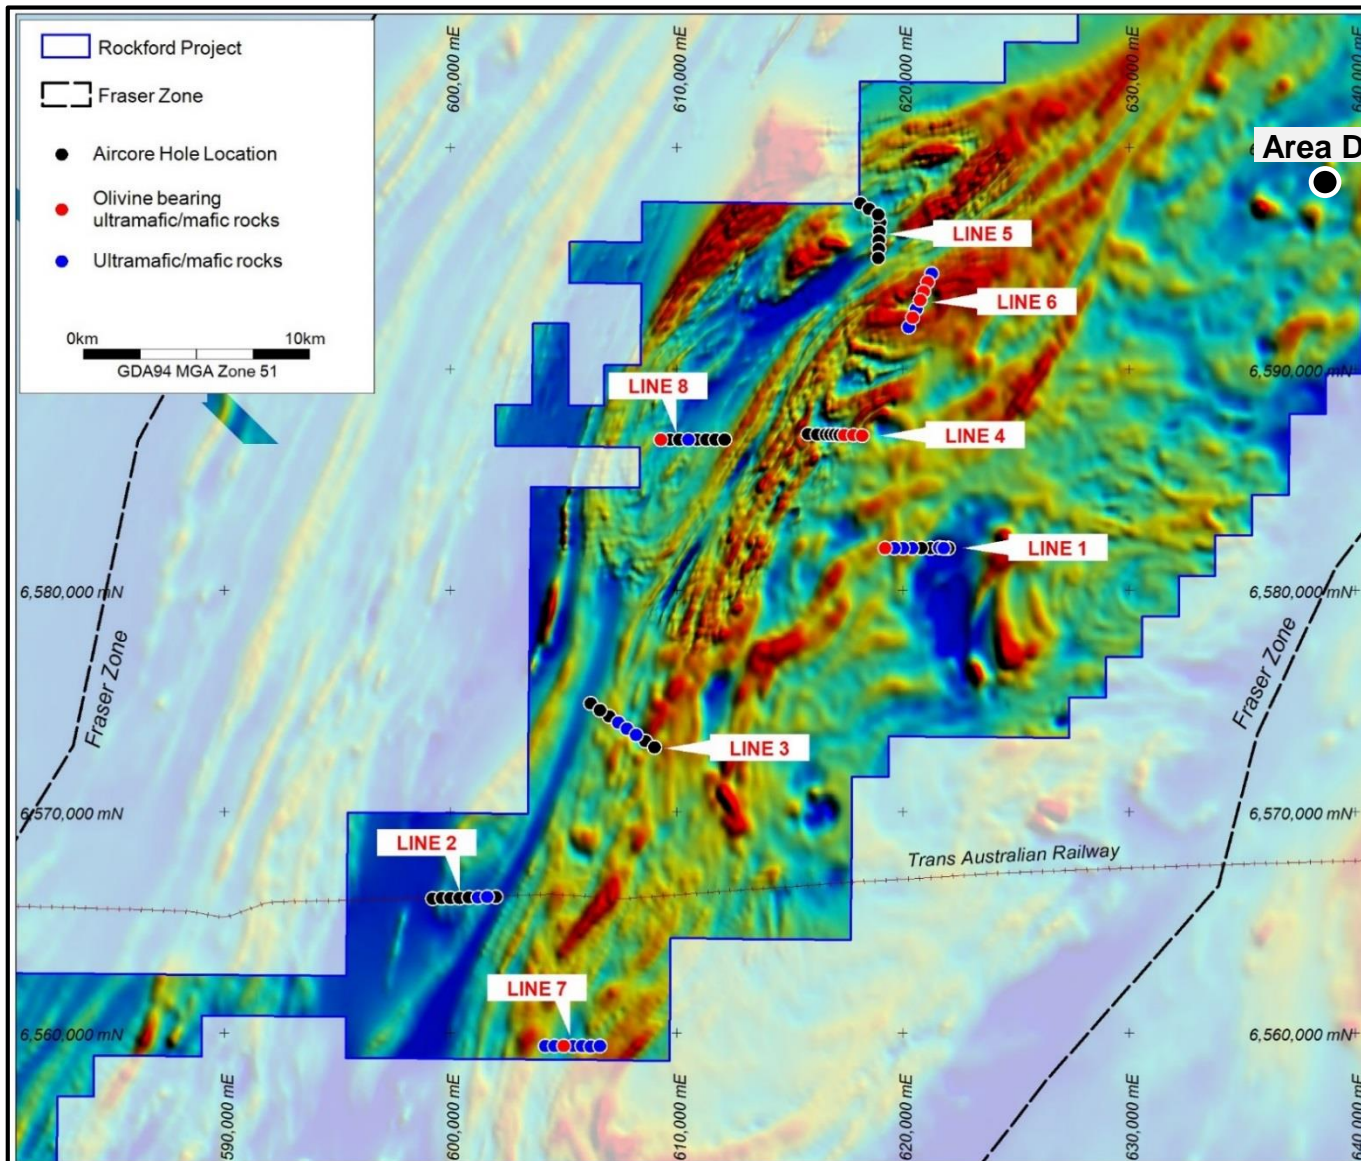 Rockford Project
Fraser Zone
Aircore Hole Location
Olivine bearing
ultramafic/mafic rocks
Ultramafic/mafic rocks
0km 10km
GDA94 MGA Zone 51
600,000 mE
610,000 mE
620,000 mE
630,000 mE
640,000 mE
Area D
LINE 5
LINE 6
6,590,000 mN
LINE 8
LINE 4
LINE 1
6,580,000 mN
6,580,000 mN
Fraser Zone
Fraser Zone
LINE 3
6,570,000 mN
6,570,000 mN
LINE 2
Trans Australian Railway
LINE 7
6,560,000 mN
6,560,000 mN
590,000 mE
600,000 mE
610,000 mE
620,000 mE
630,000 mE